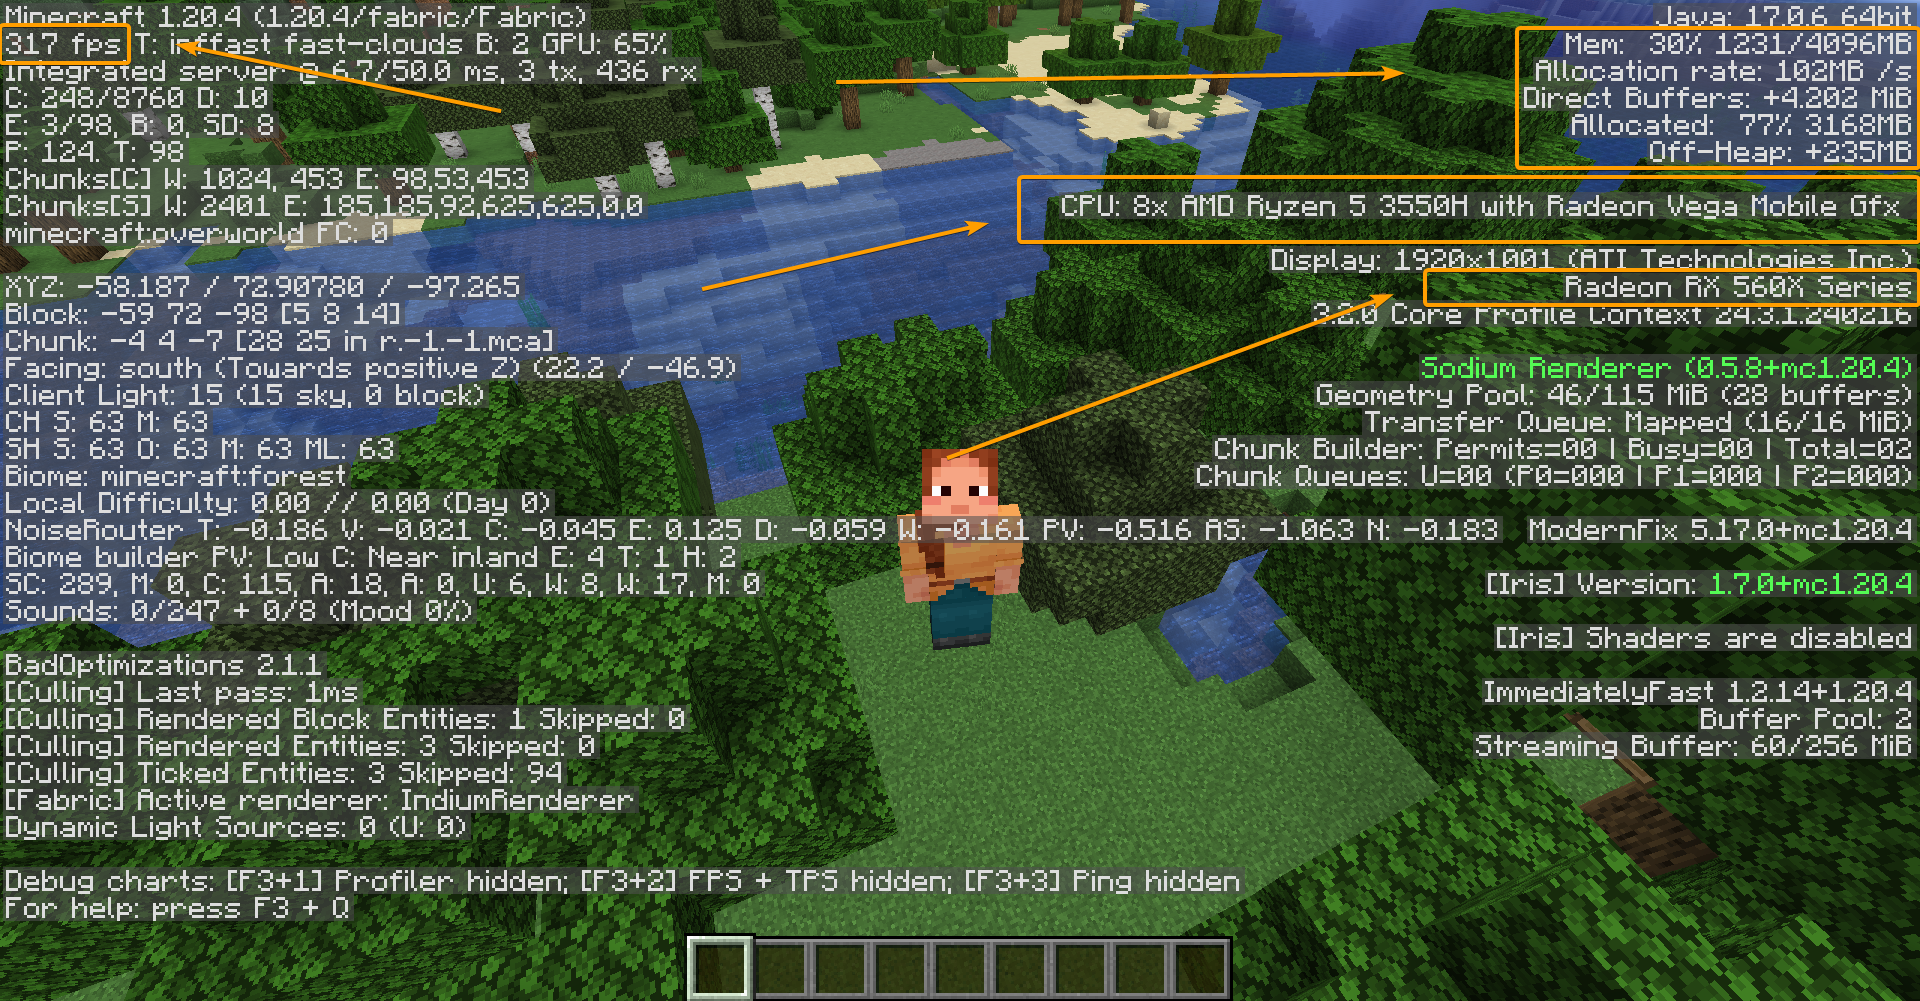 Minecraft 1.20.4 (1.20.4/fabric/Fabric)
317 fps T: inf fast fast-clouds B: 2 GPU: 65%
Integrated server @ 6.7/50.0 ms, 3 tx, 436 rx
C: 248/8760 D: 10
E: 3/98, B: 0, SD: 8
P: 124. T: 98
Chunks[C] W: 1024, 453 E: 98,53,453
Chunks[S] W: 2401 E: 185,185,92,625,625,0,0
minecraft:overworld FC: 0
XYZ: -58.187 / 72.90780 / -97.265
Block: -59 72 -98 [5 8 14]
Chunk: -4 4 -7 [28 25 in r.-1.-1.mca]
Facing: south (Towards positive Z) (22.2 / -46.9)
Client Light: 15 (15 sky, 0 block)
CH S: 63 M: 63
SH S: 63 O: 63 M: 63 ML: 63
Biome: minecraft:forest
Local Difficulty: 0.00 // 0.00 (Day 0)
NoiseRouter T: -0.186 V: -0.021 C: -0.045 E: 0.125 D: -0.059 W: -0.161 PV: -0.516 AS: -1.063 N: -0.183
Biome builder PV: Low C: Near inland E: 4 T: 1 H: 2
SC: 289, M: 0, C: 115, A: 18, A: 0, U: 6, W: 8, W: 17, M: 0
Sounds: 0/247 + 0/8 (Mood 0%)
BadOptimizations 2.1.1
[Culling] Last pass: 1ms
[Culling] Rendered Block Entities: 1 Skipped: 0
[Culling] Rendered Entities: 3 Skipped: 0
[Culling] Ticked Entities: 3 Skipped: 94
[Fabric] Active renderer: IndiumRenderer
Dynamic Light Sources: 0 (U: 0)
Debug charts: [F3+1] Profiler hidden; [F3+2] FPS + TPS hidden; [F3+3] Ping hidden
For help: press F3 + Q
Java: 17.0.6 64bit
Mem: 30% 1231/4096MB
Allocation rate: 102MB /s
Direct Buffers: +4.202 MiB
Allocated: 77% 3168MB
Off-Heap: +235MB
CPU: 8x AMD Ryzen 5 3550H with Radeon Vega Mobile Gfx
Display: 1920x1001 (ATI Technologies Inc.)
Radeon RX 560X Series
3.2.0 Core Profile Context 24.3.1.240216
Sodium Renderer (0.5.8+mc1.20.4)
Geometry Pool: 46/115 MiB (28 buffers)
Transfer Queue: Mapped (16/16 MiB)
Chunk Builder: Permits=00 | Busy=00 | Total=02
Chunk Queues: U=00 (P0=000 | P1=000 | P2=000)
ModernFix 5.17.0+mc1.20.4
[Iris] Version: 1.7.0+mc1.20.4
[Iris] Shaders are disabled
ImmediatelyFast 1.2.14+1.20.4
Buffer Pool: 2
Streaming Buffer: 60/256 MiB